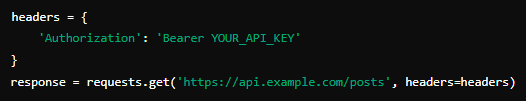 headers = {
    'Authorization': 'Bearer YOUR_API_KEY'
}
response = requests.get('https://api.example.com/posts', headers=headers)